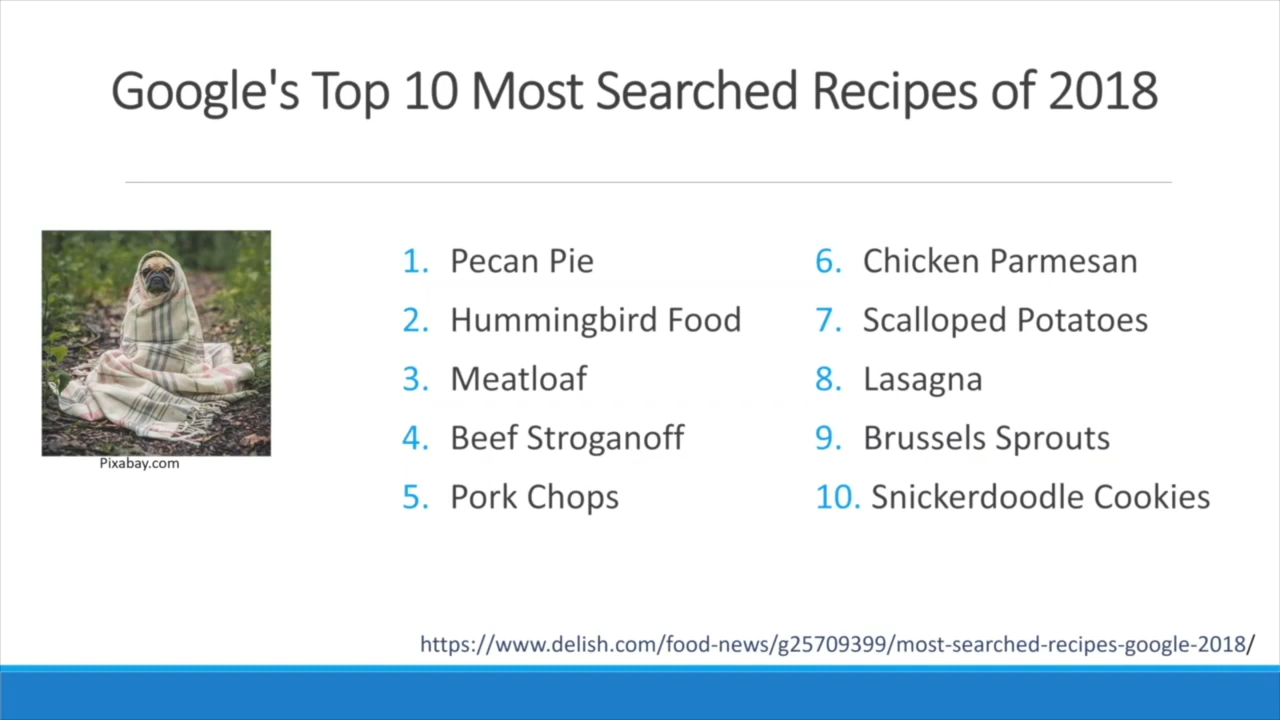 Google's Top 10 Most Searched Recipes of 2018
1. Pecan Pie
2. Hummingbird Food
3. Meatloaf
4. Beef Stroganoff
5. Pork Chops
6. Chicken Parmesan
7. Scalloped Potatoes
8. Lasagna
9. Brussels Sprouts
10. Snickerdoodle Cookies
Pixabay.com
https://www.delish.com/food-news/g25709399/most-searched-recipes-google-2018/